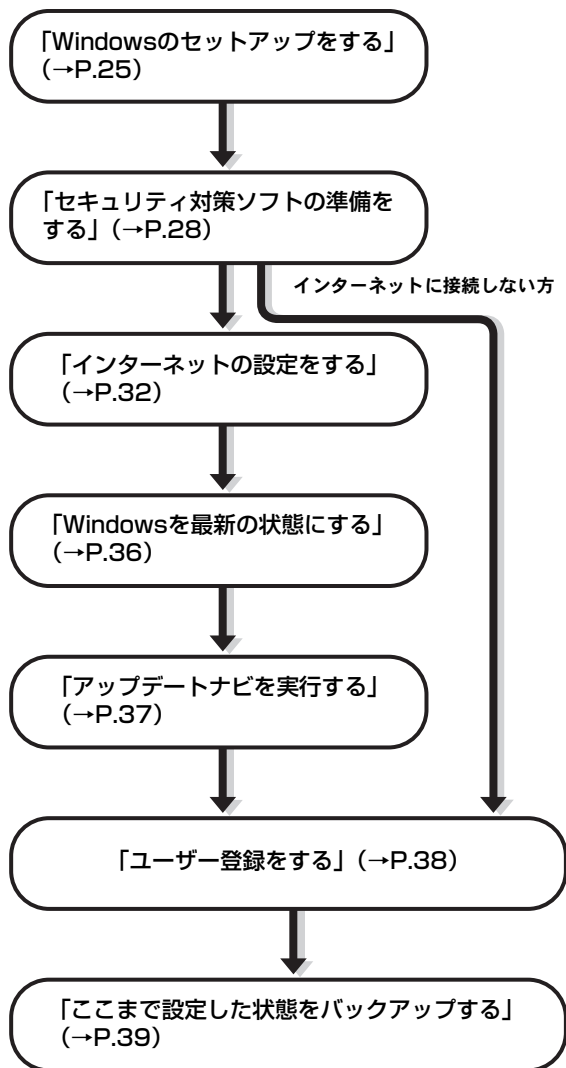 「Windowsのセットアップをする」
（→P.25）
「セキュリティ対策ソフトの準備を
する」（→P.28）
インターネットに接続しない方
「インターネットの設定をする」
（→P.32）
「Windowsを最新の状態にする」
（→P.36）
「アップデートナビを実行する」
（→P.37）
「ユーザー登録をする」（→P.38）
「ここまで設定した状態をバックアップする」
（→P.39）